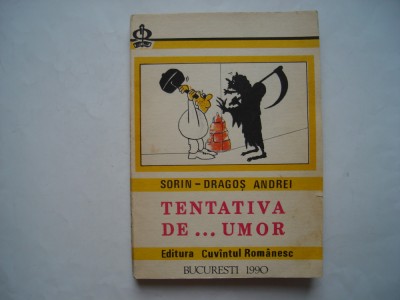 SORIN-DRAGOȘ ANDREI
TENTATIVA
DE... UMOR
Editura Cuvîntul Românesc
BUCUREȘTI 1990